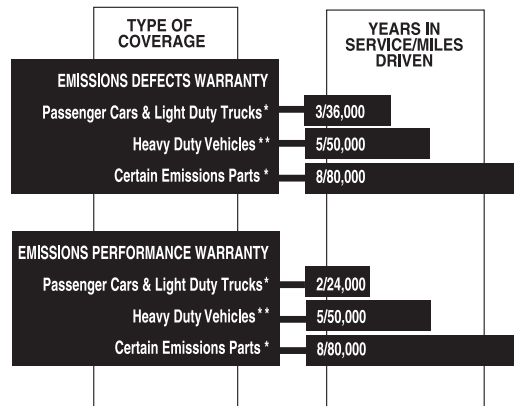 TYPE OF
COVERAGE
YEARS IN
SERVICE/MILES
DRIVEN
EMISSIONS DEFECTS WARRANTY
Passenger Cars & Light Duty Trucks* 3/36,000
Heavy Duty Vehicles** 5/50,000
Certain Emissions Parts * 8/80,000
EMISSIONS PERFORMANCE WARRANTY
Passenger Cars & Light Duty Trucks* 2/24,000
Heavy Duty Vehicles** 5/50,000
Certain Emissions Parts * 8/80,000